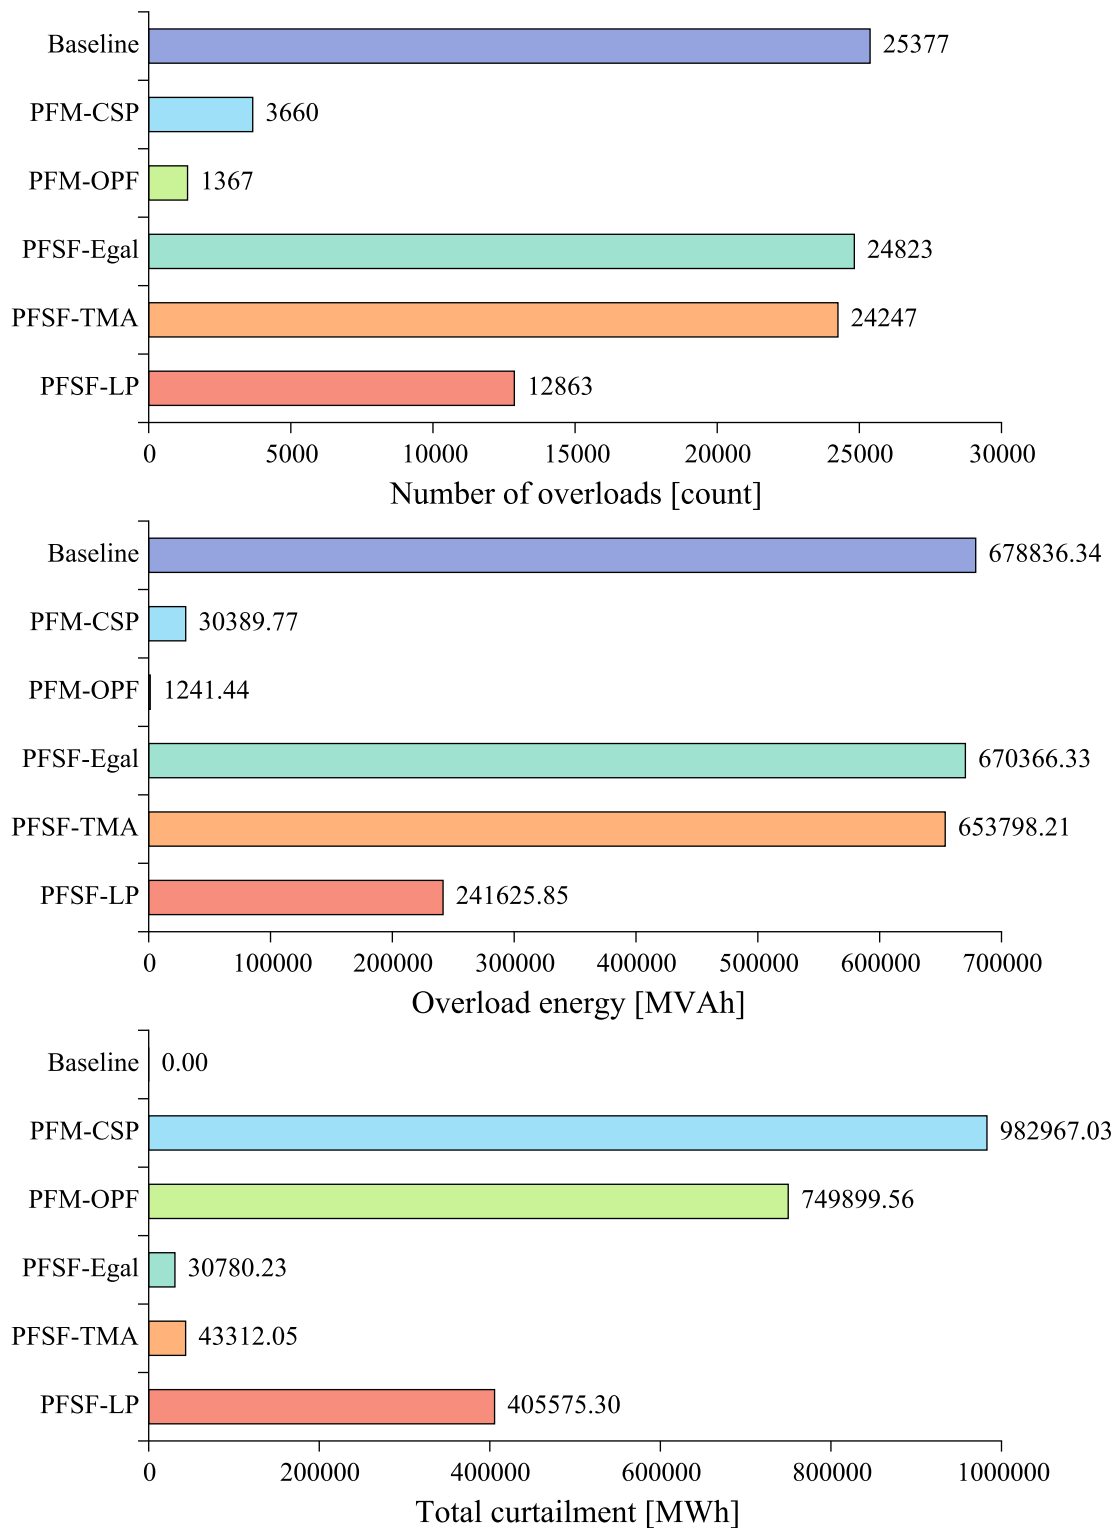 Baseline 25377
PFM-CSP 3660
PFM-OPF 1367
PFSF-Egal 24823
PFSF-TMA 24247
PFSF-LP 12863
0 5000 10000 15000 20000 25000 30000
Number of overloads [count]
Baseline 678836.34
PFM-CSP 30389.77
PFM-OPF 1241.44
PFSF-Egal 670366.33
PFSF-TMA 653798.21
PFSF-LP 241625.85
0 100000 200000 300000 400000 500000 600000 700000
Overload energy [MVAh]
Baseline 0.00
PFM-CSP 982967.03
PFM-OPF 749899.56
PFSF-Egal 30780.23
PFSF-TMA 43312.05
PFSF-LP 405575.30
0 200000 400000 600000 800000 1000000
Total curtailment [MWh]